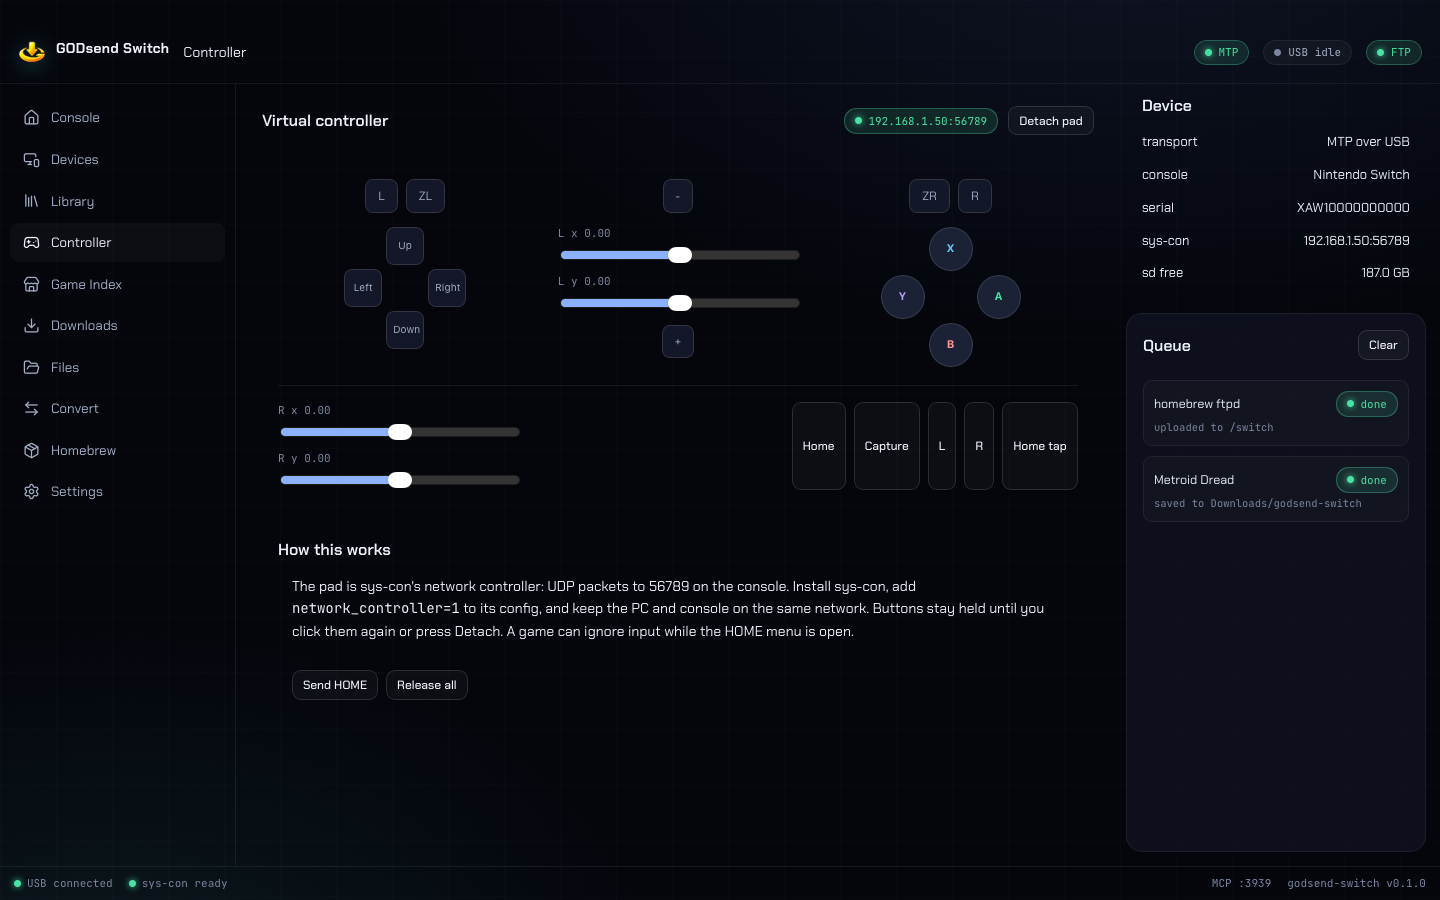 GODsend Switch
Controller
MTP
USB idle
FTP
Console
Devices
Library
Controller
Game Index
Downloads
Files
Convert
Homebrew
Settings
Virtual controller
192.168.1.50:56789
Detach pad
L
ZL
Up
Left
Right
Down
-
L x 0.00
L y 0.00
+
ZR
R
X
Y
A
B
R x 0.00
R y 0.00
Home
Capture
L
R
Home tap
How this works
The pad is sys-con's network controller: UDP packets to 56789 on the console. Install sys-con, add
network_controller=1 to its config, and keep the PC and console on the same network. Buttons stay held until you
click them again or press Detach. A game can ignore input while the HOME menu is open.
Send HOME
Release all
Device
transport MTP over USB
console Nintendo Switch
serial XAW10000000000
sys-con 192.168.1.50:56789
sd free 187.0 GB
Queue
Clear
homebrew ftpd
done
uploaded to /switch
Metroid Dread
done
saved to Downloads/godsend-switch
USB connected
sys-con ready
MCP :3939
godsend-switch v0.1.0